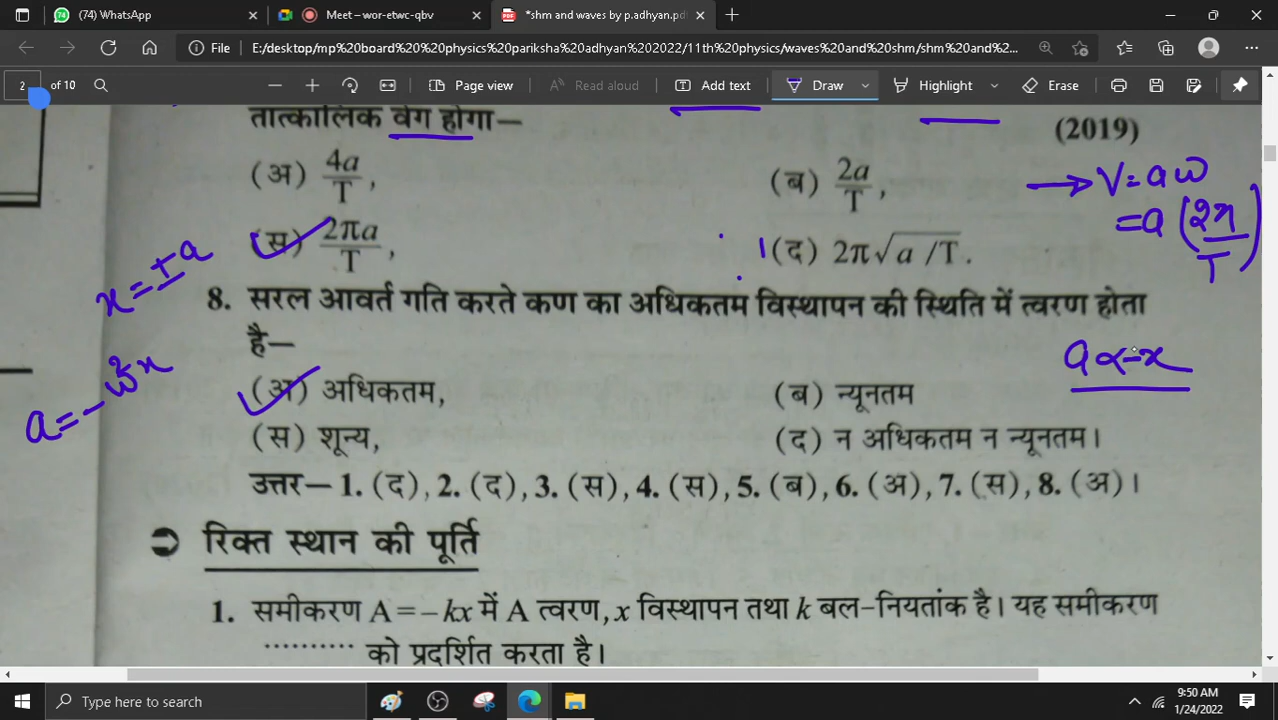 (74) WhatsApp
Meet – wor-etwc-qbv
*shm and waves by p.adhyan.pdf
File
E:/desktop/mp%20board%20%20physics%20pariksha%20adhyan%202022/11th%20physics/waves%20and%20shm/shm%20and%2...
2 of 10
Page view
Read aloud
Add text
Draw
Highlight
Erase
तात्कालिक वेग होगा—
(2019)
(अ) 4a/T,
(ब) 2a/T,
→ V = aω
= a (2π/T)
(स) 2πa/T,
(द) 2π√a /T.
x = ±a
8. सरल आवर्त गति करते कण का अधिकतम विस्थापन की स्थिति में त्वरण होता
है—
a ∝ -x
a = -ω²x
(अ) अधिकतम,
(ब) न्यूनतम
(स) शून्य,
(द) न अधिकतम न न्यूनतम।
उत्तर— 1. (द), 2. (द), 3. (स), 4. (स), 5. (ब), 6. (अ), 7. (स), 8. (अ)।
➲ रिक्त स्थान की पूर्ति
1. समीकरण A = – kx में A त्वरण, x विस्थापन तथा k बल-नियतांक है। यह समीकरण
.......... को प्रदर्शित करता है।
Type here to search
9:50 AM
1/24/2022